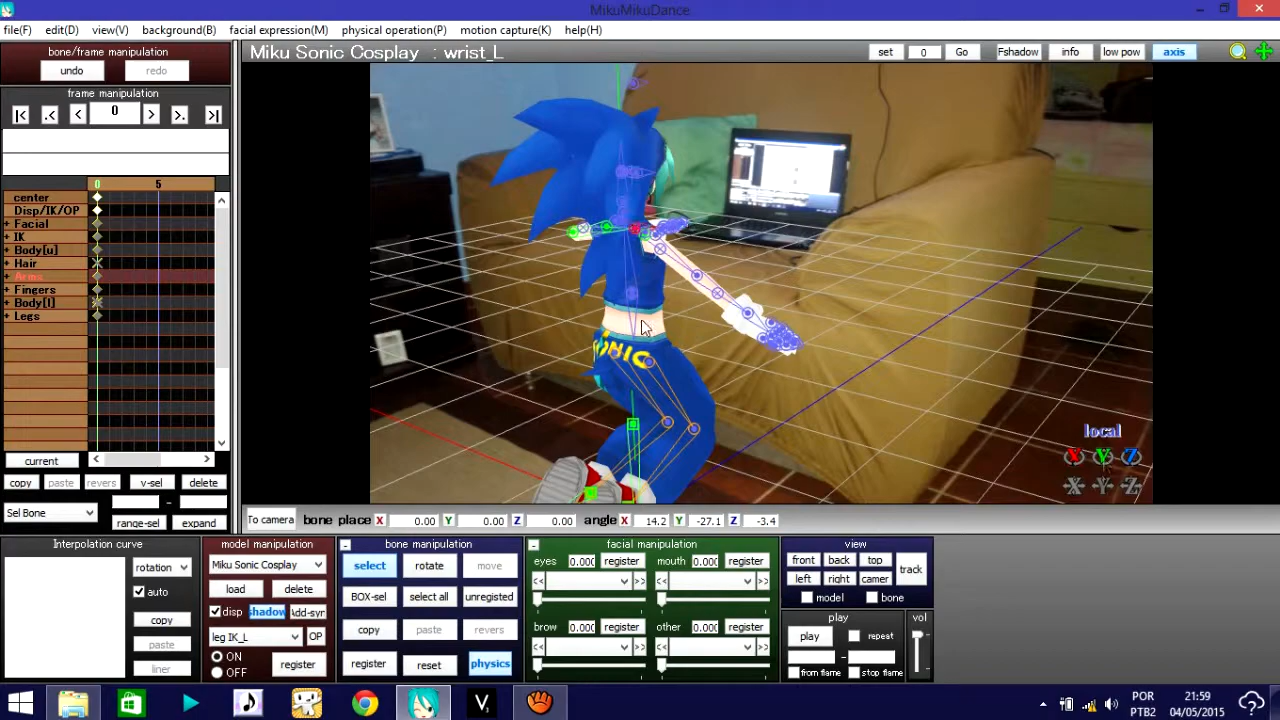 MikuMikuDance
file(F) edit(D) view(V) background(B) facial expression(M) physical operation(P) motion capture(K) help(H)
bone/frame manipulation
undo redo
frame manipulation
|< .< < 0 > >. >|
0 5
center
Disp/IK/OP
+ Facial
+ IK
+ Body[u]
+ Hair
+ Arms
+ Fingers
+ Body[l]
+ Legs
current < >
copy paste revers v-sel delete
Sel Bone -
range-sel expand
Miku Sonic Cosplay : wrist_L
set 0 Go Fshadow info low pow axis
SONIC
local
X Y Z
X Y Z
To camera bone place X 0.00 Y 0.00 Z 0.00 angle X 14.2 Y -27.1 Z -3.4
Interpolation curve
rotation
auto
copy
paste
liner
model manipulation
Miku Sonic Cosplay
load delete
disp shadow Add-syn
leg IK_L OP
ON
OFF
register
- bone manipulation
select rotate move
BOX-sel select all unregisted
copy paste revers
register reset physics
- facial manipulation
eyes 0.000 register mouth 0.000 register
<< >> << >>
brow 0.000 register other 0.000 register
<< >> << >>
view
front back top
left right camer
track
model bone
play
play repeat
-
from flame stop flame
vol
POR
PTB2
21:59
04/05/2015